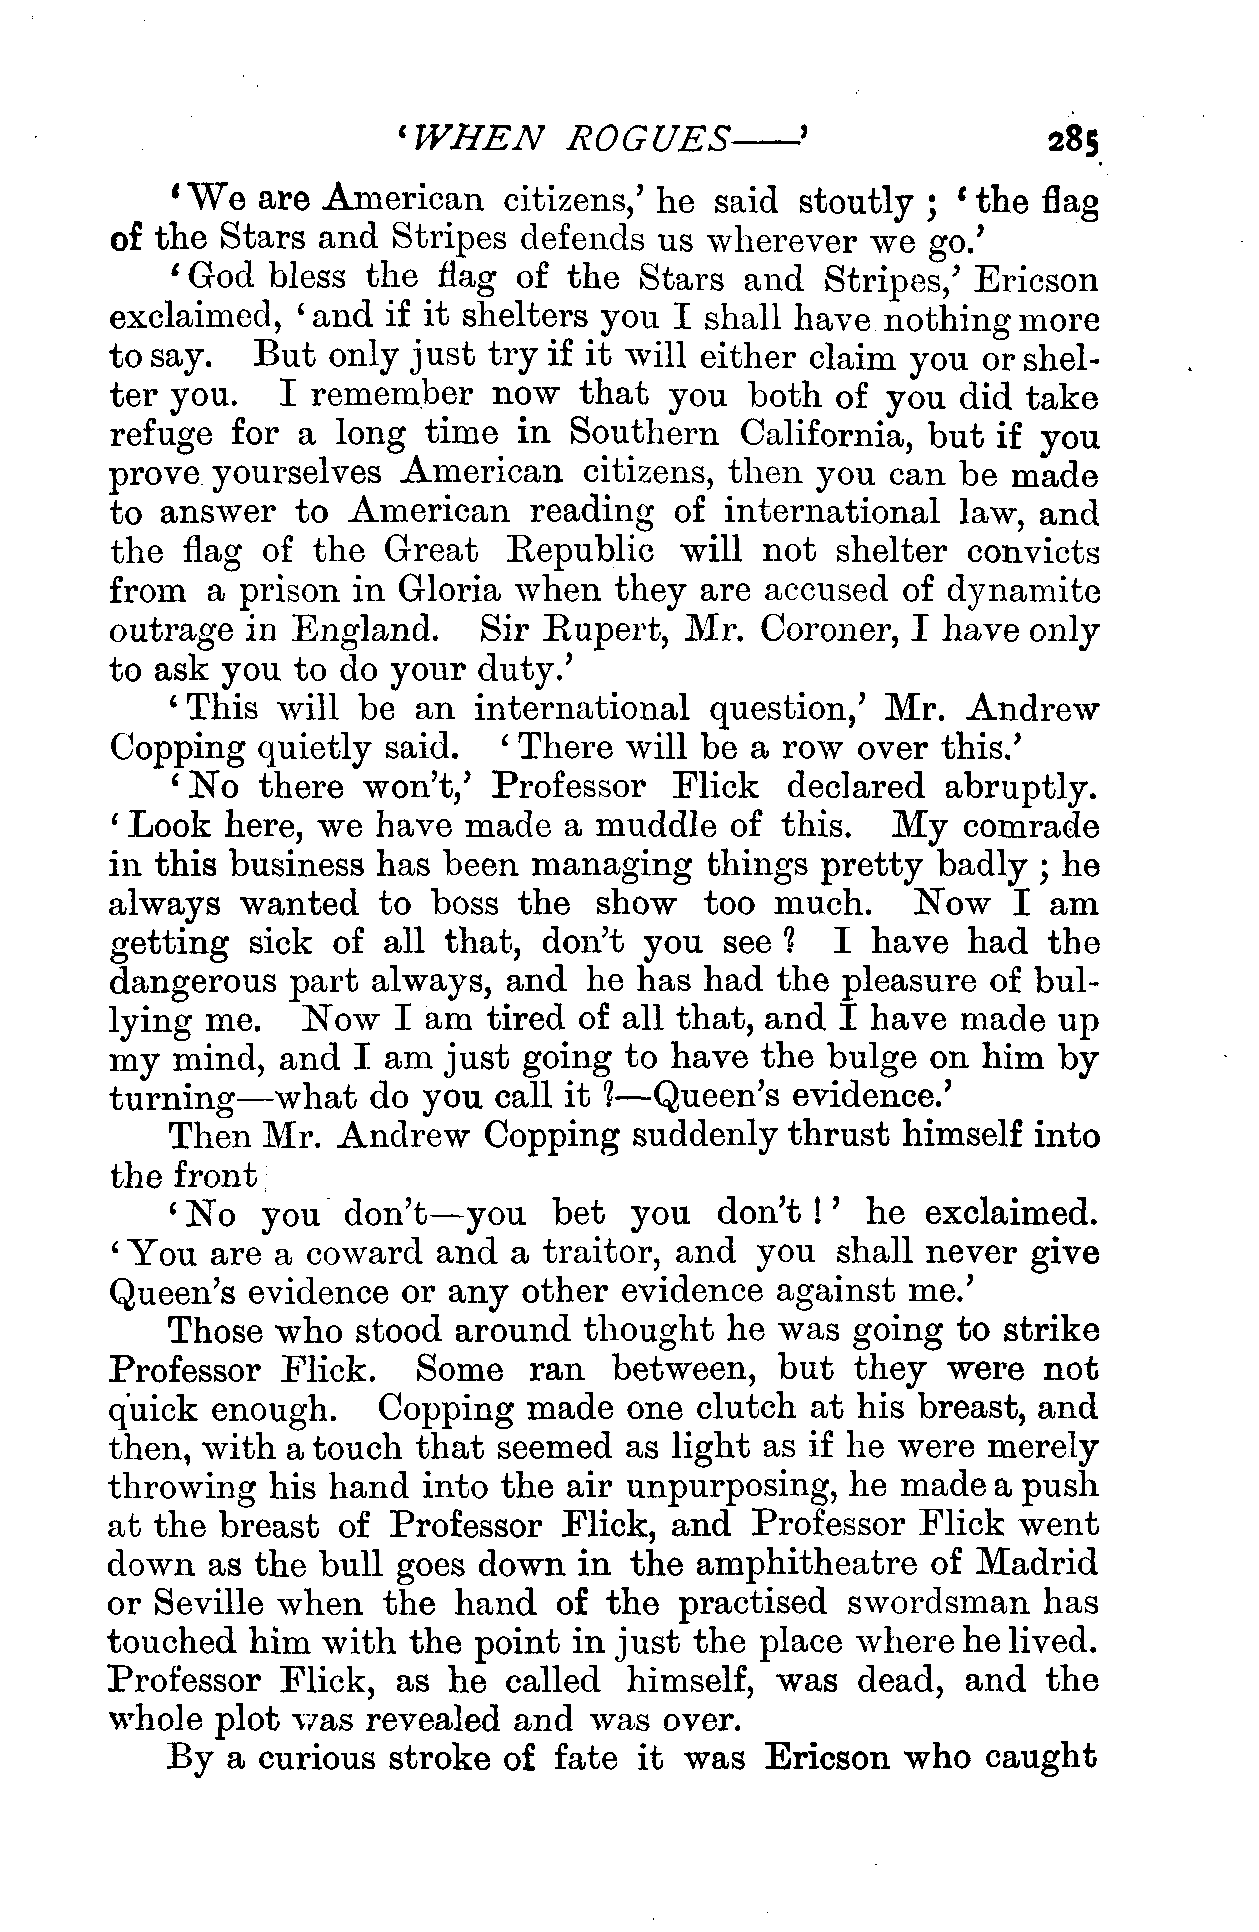 ‘WHEN ROGUES——’ 285
‘We are American citizens,’ he said stoutly ; ‘the flag
of the Stars and Stripes defends us wherever we go.’
‘God bless the flag of the Stars and Stripes,’ Ericson
exclaimed, ‘and if it shelters you I shall have nothing more
to say. But only just try if it will either claim you or shel-
ter you. I remember now that you both of you did take
refuge for a long time in Southern California, but if you
prove yourselves American citizens, then you can be made
to answer to American reading of international law, and
the flag of the Great Republic will not shelter convicts
from a prison in Gloria when they are accused of dynamite
outrage in England. Sir Rupert, Mr. Coroner, I have only
to ask you to do your duty.’
‘This will be an international question,’ Mr. Andrew
Copping quietly said. ‘There will be a row over this.’
‘No there won’t,’ Professor Flick declared abruptly.
‘Look here, we have made a muddle of this. My comrade
in this business has been managing things pretty badly ; he
always wanted to boss the show too much. Now I am
getting sick of all that, don’t you see ? I have had the
dangerous part always, and he has had the pleasure of bul-
lying me. Now I am tired of all that, and I have made up
my mind, and I am just going to have the bulge on him by
turning—what do you call it ?—Queen’s evidence.’
Then Mr. Andrew Copping suddenly thrust himself into
the front
‘No you don’t—you bet you don’t !’ he exclaimed.
‘You are a coward and a traitor, and you shall never give
Queen’s evidence or any other evidence against me.’
Those who stood around thought he was going to strike
Professor Flick. Some ran between, but they were not
quick enough. Copping made one clutch at his breast, and
then, with a touch that seemed as light as if he were merely
throwing his hand into the air unpurposing, he made a push
at the breast of Professor Flick, and Professor Flick went
down as the bull goes down in the amphitheatre of Madrid
or Seville when the hand of the practised swordsman has
touched him with the point in just the place where he lived.
Professor Flick, as he called himself, was dead, and the
whole plot was revealed and was over.
By a curious stroke of fate it was Ericson who caught